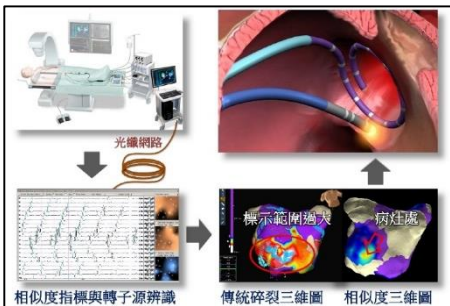 光纖網路
標示範圍過大
病灶處
相似度指標與轉子源辨識
傳統碎裂三維圖
相似度三維圖